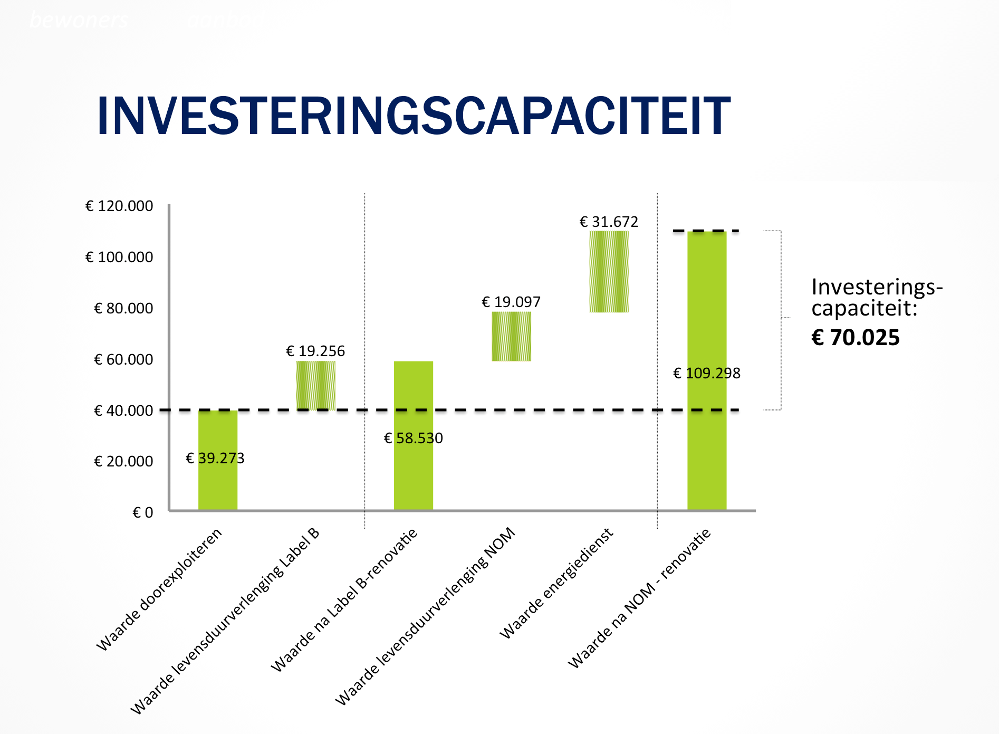 bewoners aanbod
INVESTERINGSCAPACITEIT
€ 120.000
€ 100.000
€ 80.000
€ 60.000
€ 40.000
€ 20.000
€ 0
€ 39.273
€ 19.256
€ 58.530
€ 19.097
€ 31.672
€ 109.298
Investerings-
capaciteit:
€ 70.025
Waarde doorexploiteren
Waarde levensduurverlenging Label B
Waarde na Label B-renovatie
Waarde levensduurverlenging NOM
Waarde energiedienst
Waarde na NOM - renovatie